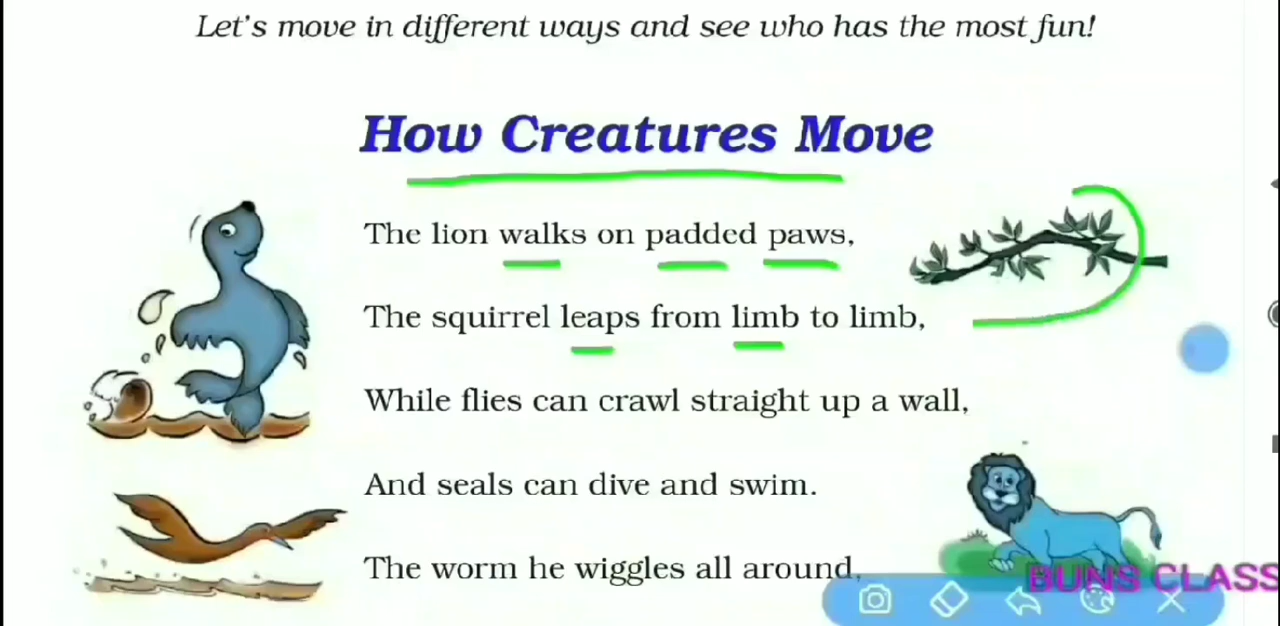 Let's move in different ways and see who has the most fun!
How Creatures Move
The lion walks on padded paws,
The squirrel leaps from limb to limb,
While flies can crawl straight up a wall,
And seals can dive and swim.
The worm he wiggles all around,
BUNS CLASS